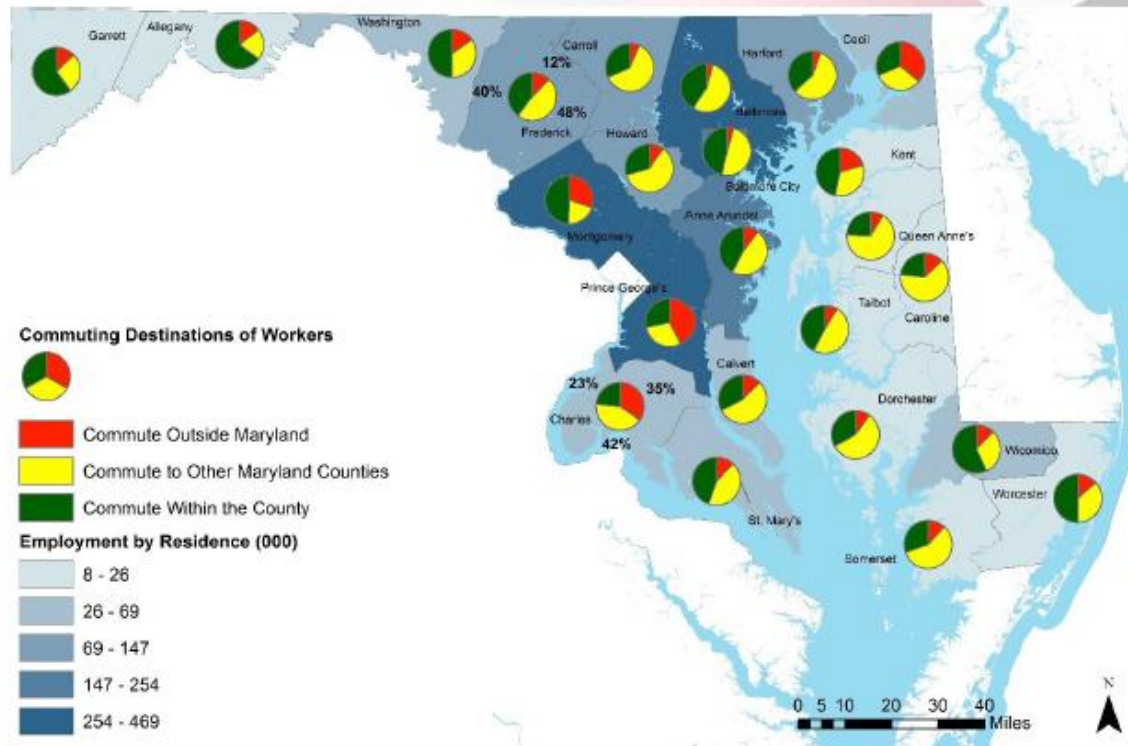 Washington
Garrett
Allegany
Carroll
Harford
Cecil
12%
40%
48%
Frederick
Howard
Baltimore
Kent
Baltimore City
Anne Arundel
Montgomery
Queen Anne's
Prince George's
Talbot
Caroline
Calvert
Dorchester
23%
35%
Charles
42%
Wicomico
Worcester
St. Mary's
Somerset
Commuting Destinations of Workers
Commute Outside Maryland
Commute to Other Maryland Counties
Commute Within the County
Employment by Residence (000)
8 - 26
26 - 69
69 - 147
147 - 254
254 - 469
N
0 5 10 20 30 40
Miles